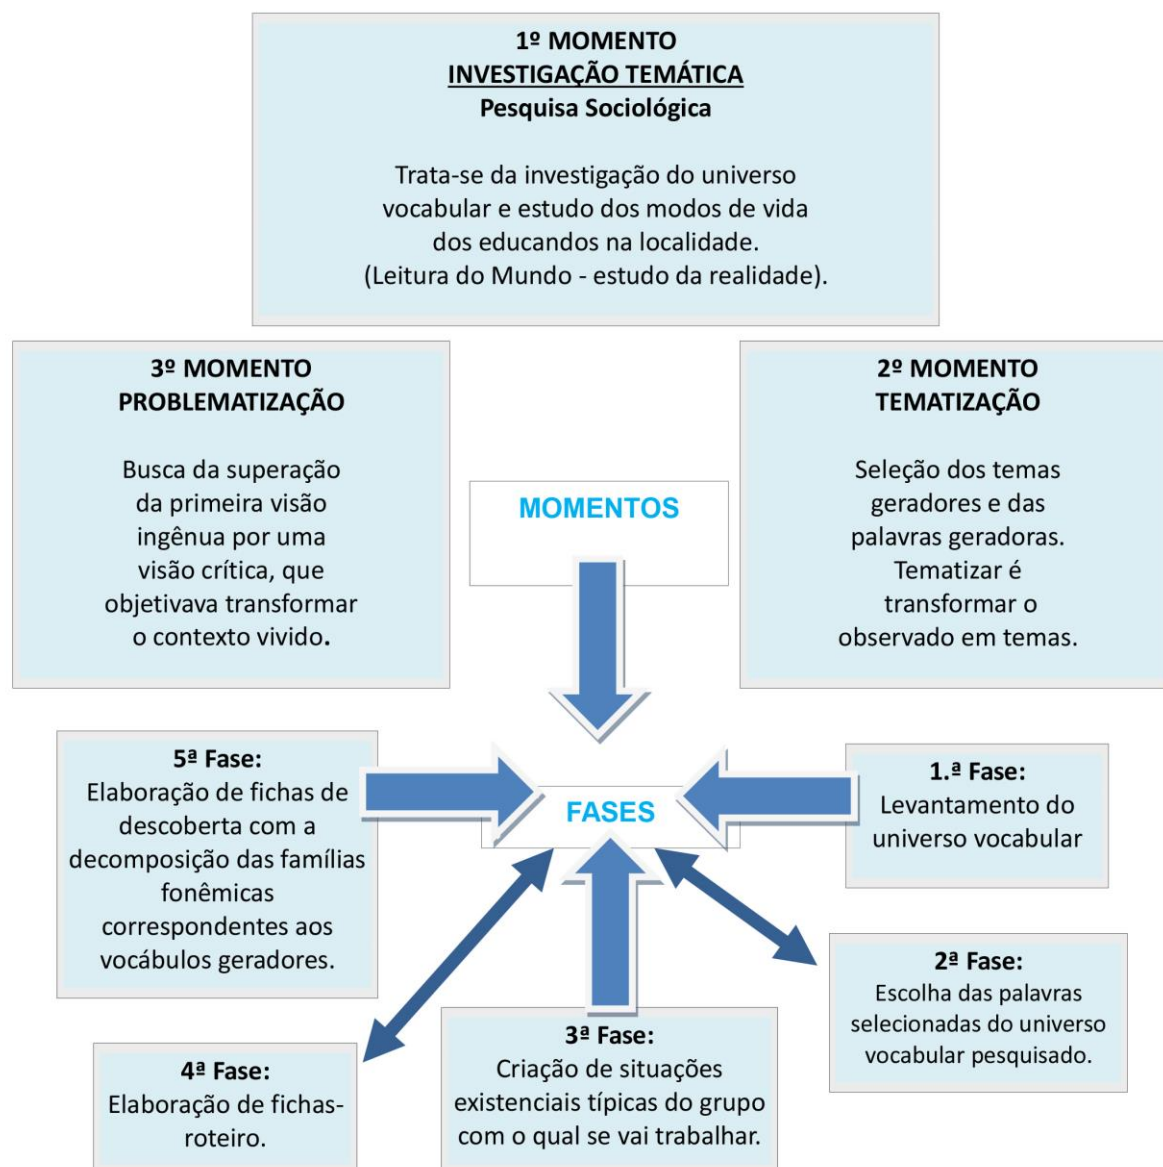 1º MOMENTO
INVESTIGAÇÃO TEMÁTICA
Pesquisa Sociológica
Trata-se da investigação do universo
vocabular e estudo dos modos de vida
dos educandos na localidade.
(Leitura do Mundo - estudo da realidade).
3º MOMENTO
PROBLEMATIZAÇÃO
Busca da superação
da primeira visão
ingênua por uma
visão crítica, que
objetivava transformar
o contexto vivido.
MOMENTOS
2º MOMENTO
TEMATIZAÇÃO
Seleção dos temas
geradores e das
palavras geradoras.
Tematizar é
transformar o
observado em temas.
5ª Fase:
Elaboração de fichas de
descoberta com a
decomposição das famílias
fonêmicas
correspondentes aos
vocábulos geradores.
FASES
1.ª Fase:
Levantamento do
universo vocabular
2ª Fase:
Escolha das palavras
selecionadas do universo
vocabular pesquisado.
4ª Fase:
Elaboração de fichas-
roteiro.
3ª Fase:
Criação de situações
existenciais típicas do grupo
com o qual se vai trabalhar.